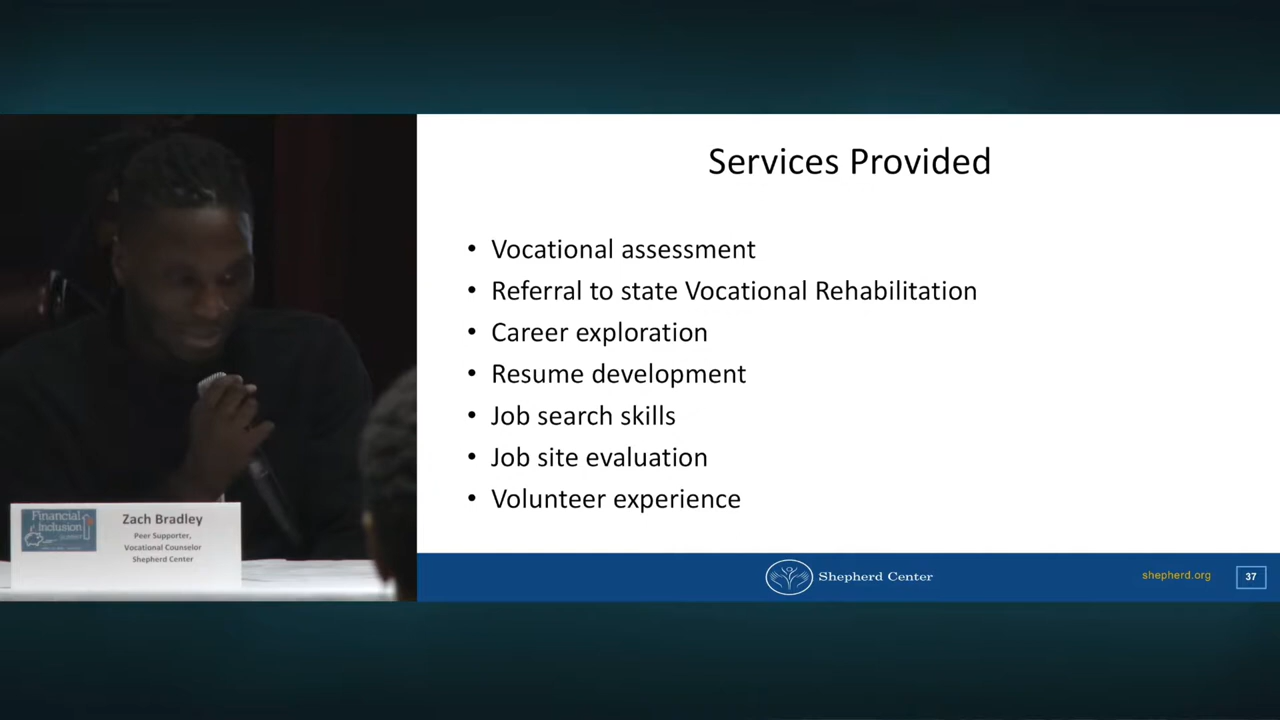 Services Provided
• Vocational assessment
• Referral to state Vocational Rehabilitation
• Career exploration
• Resume development
• Job search skills
• Job site evaluation
• Volunteer experience
Financial
Inclusion
SUMMIT
Zach Bradley
Peer Supporter,
Vocational Counselor
Shepherd Center
Shepherd Center
shepherd.org
37